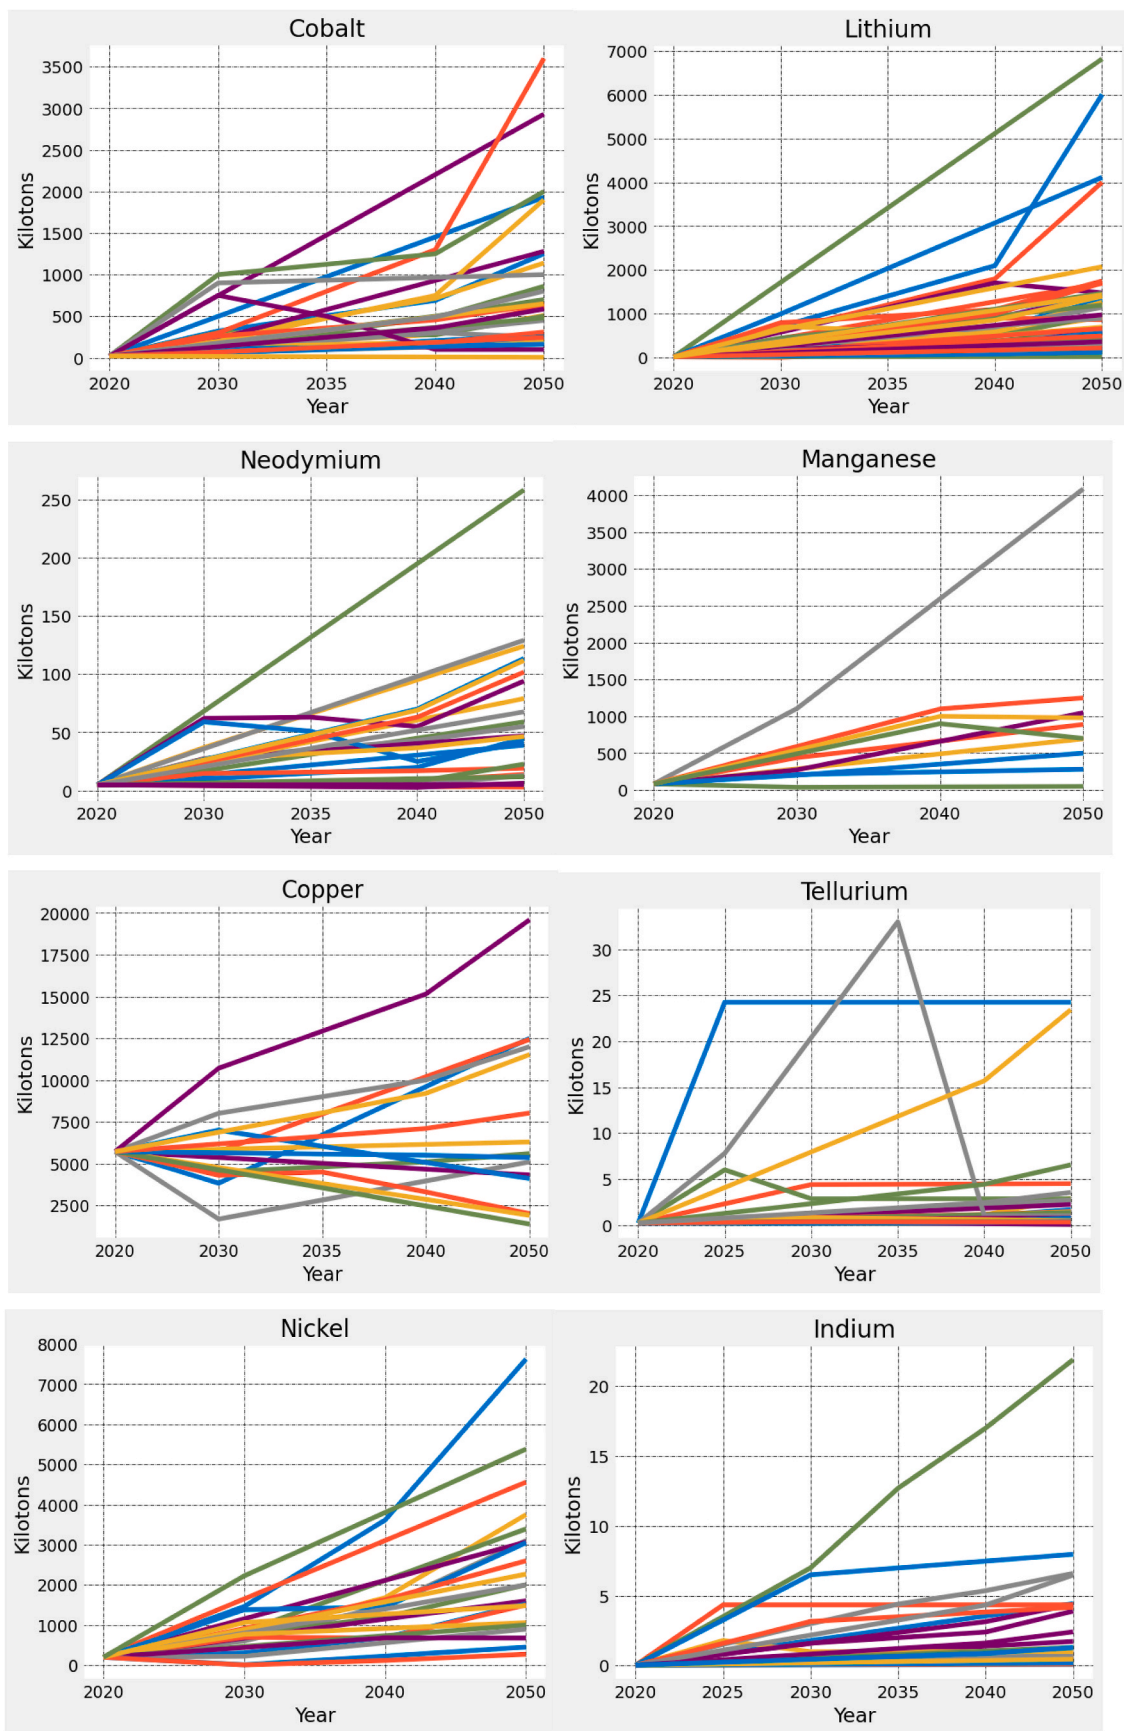 Cobalt
Kilotons
3500
3000
2500
2000
1500
1000
500
0
2020 2030 2035 2040 2050
Year
Lithium
Kilotons
7000
6000
5000
4000
3000
2000
1000
0
2020 2030 2035 2040 2050
Year
Neodymium
Kilotons
250
200
150
100
50
0
2020 2030 2035 2040 2050
Year
Manganese
Kilotons
4000
3500
3000
2500
2000
1500
1000
500
0
2020 2030 2040 2050
Year
Copper
Kilotons
20000
17500
15000
12500
10000
7500
5000
2500
2020 2030 2035 2040 2050
Year
Tellurium
Kilotons
30
25
20
15
10
5
0
2020 2025 2030 2035 2040 2050
Year
Nickel
Kilotons
8000
7000
6000
5000
4000
3000
2000
1000
0
2020 2030 2040 2050
Year
Indium
Kilotons
20
15
10
5
0
2020 2025 2030 2035 2040 2050
Year